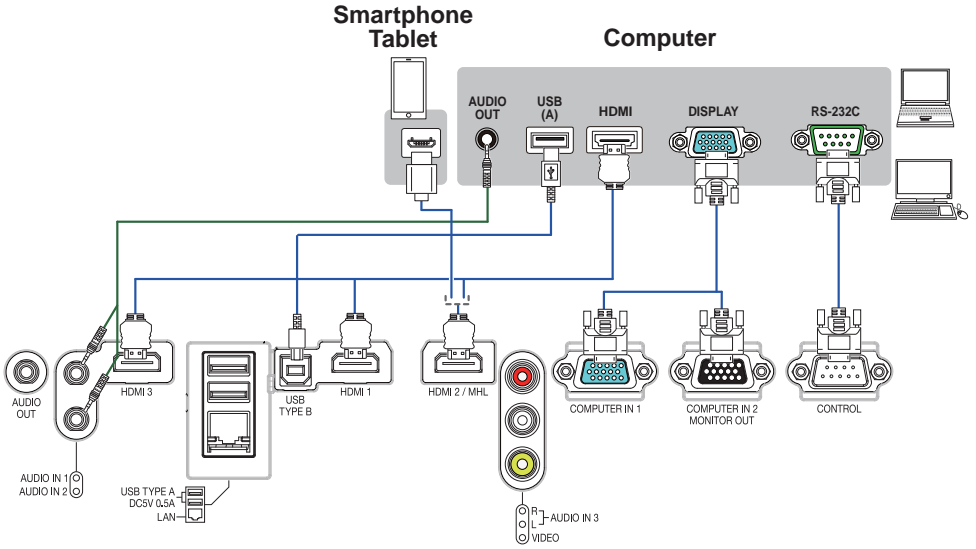 Smartphone
Tablet
Computer
AUDIO
OUT
USB
(A)
HDMI
DISPLAY
RS-232C
AUDIO
OUT
HDMI 3
USB
TYPE B
HDMI 1
HDMI 2 / MHL
COMPUTER IN 1
COMPUTER IN 2
MONITOR OUT
CONTROL
AUDIO IN 1
AUDIO IN 2
USB TYPE A
DC5V 0.5A
LAN
R
L
AUDIO IN 3
VIDEO